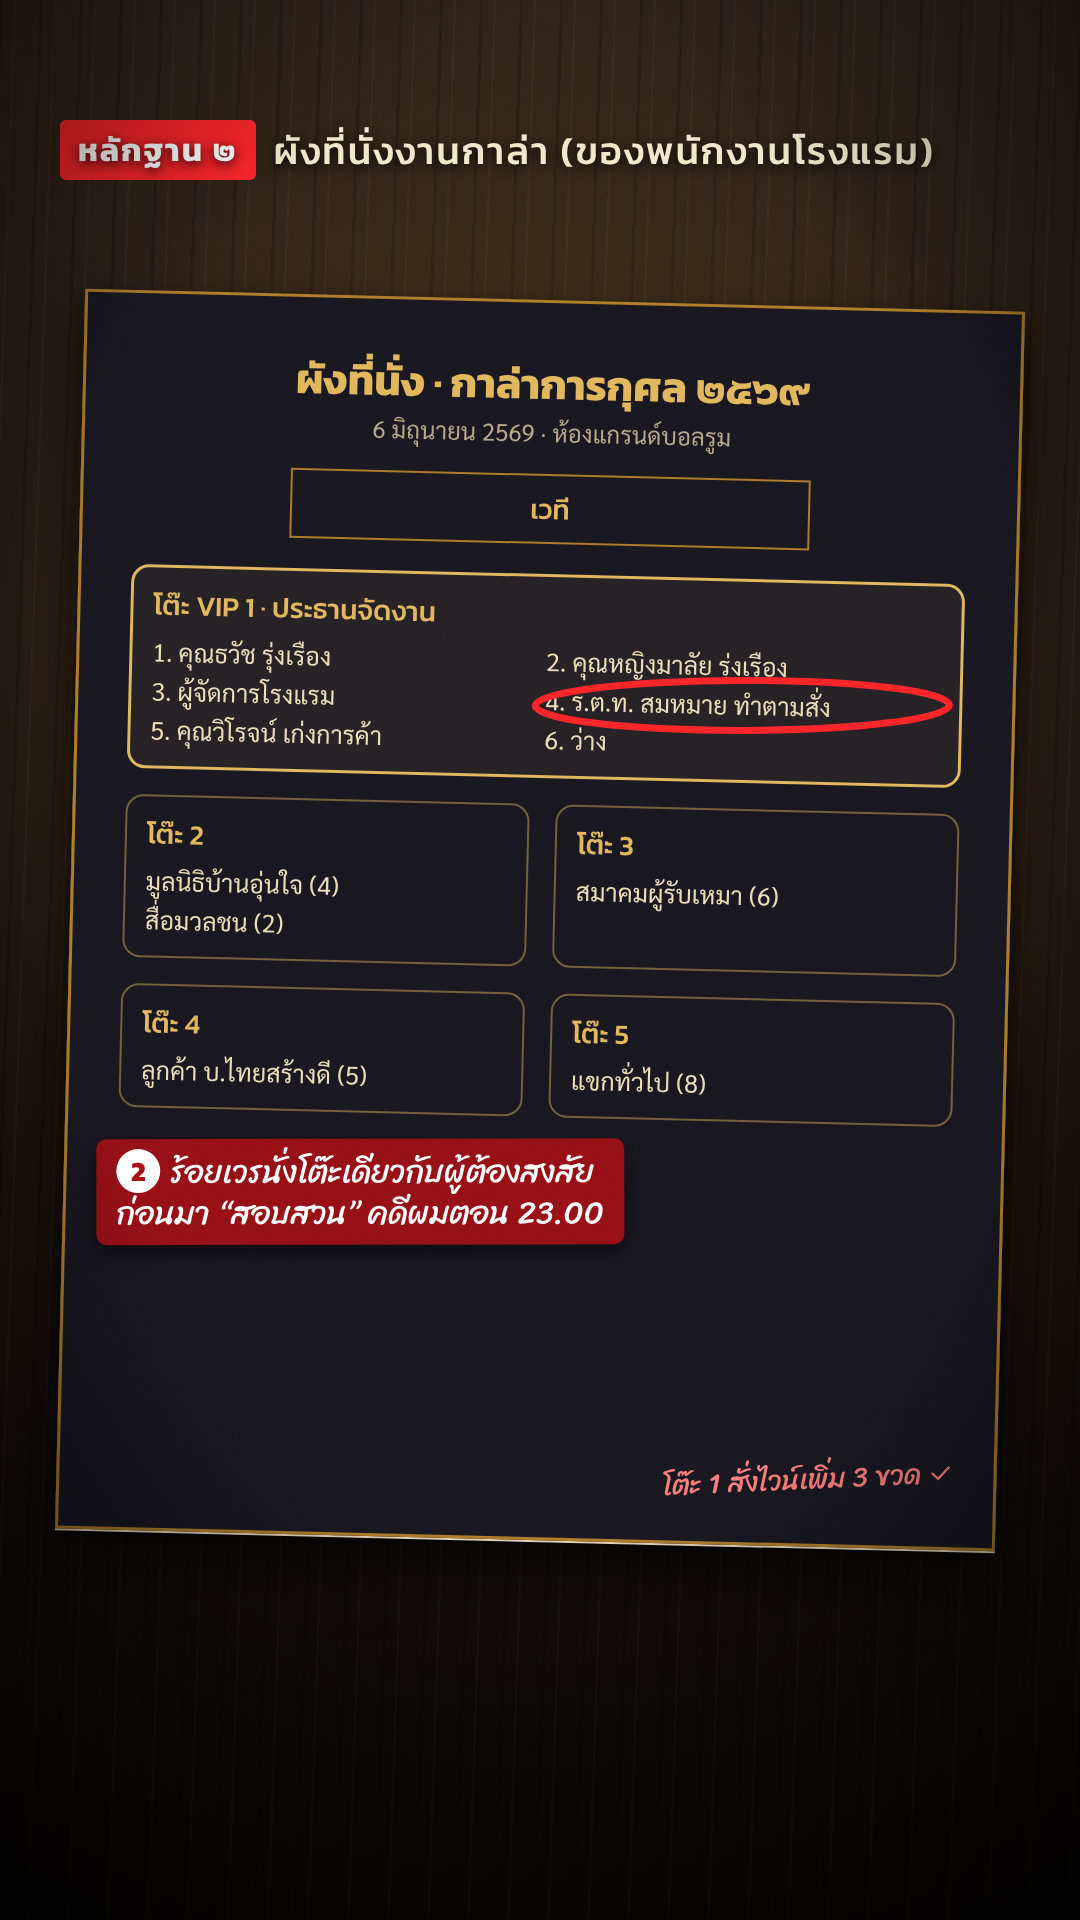 หลักฐาน ๒ ผังที่นั่งงานกาล่า (ของพนักงานโรงแรม)
ผังที่นั่ง · กาล่าการกุศล ๒๕๖๙
6 มิถุนายน 2569 · ห้องแกรนด์บอลรูม
เวที
โต๊ะ VIP 1 · ประธานจัดงาน
1. คุณธวัช รุ่งเรือง
2. คุณหญิงมาลัย รุ่งเรือง
3. ผู้จัดการโรงแรม
4. ร.ต.ท. สมหมาย ทำตามสั่ง
5. คุณวิโรจน์ เก่งการค้า
6. ว่าง
โต๊ะ 2
มูลนิธิบ้านอุ่นใจ (4)
สื่อมวลชน (2)
โต๊ะ 3
สมาคมผู้รับเหมา (6)
โต๊ะ 4
ลูกค้า บ.ไทยสร้างดี (5)
โต๊ะ 5
แขกทั่วไป (8)
2 ร้อยเวรนั่งโต๊ะเดียวกับผู้ต้องสงสัย
ก่อนมา “สอบสวน” คดีผมตอน 23.00
โต๊ะ 1 สั่งไวน์เพิ่ม 3 ขวด ✓